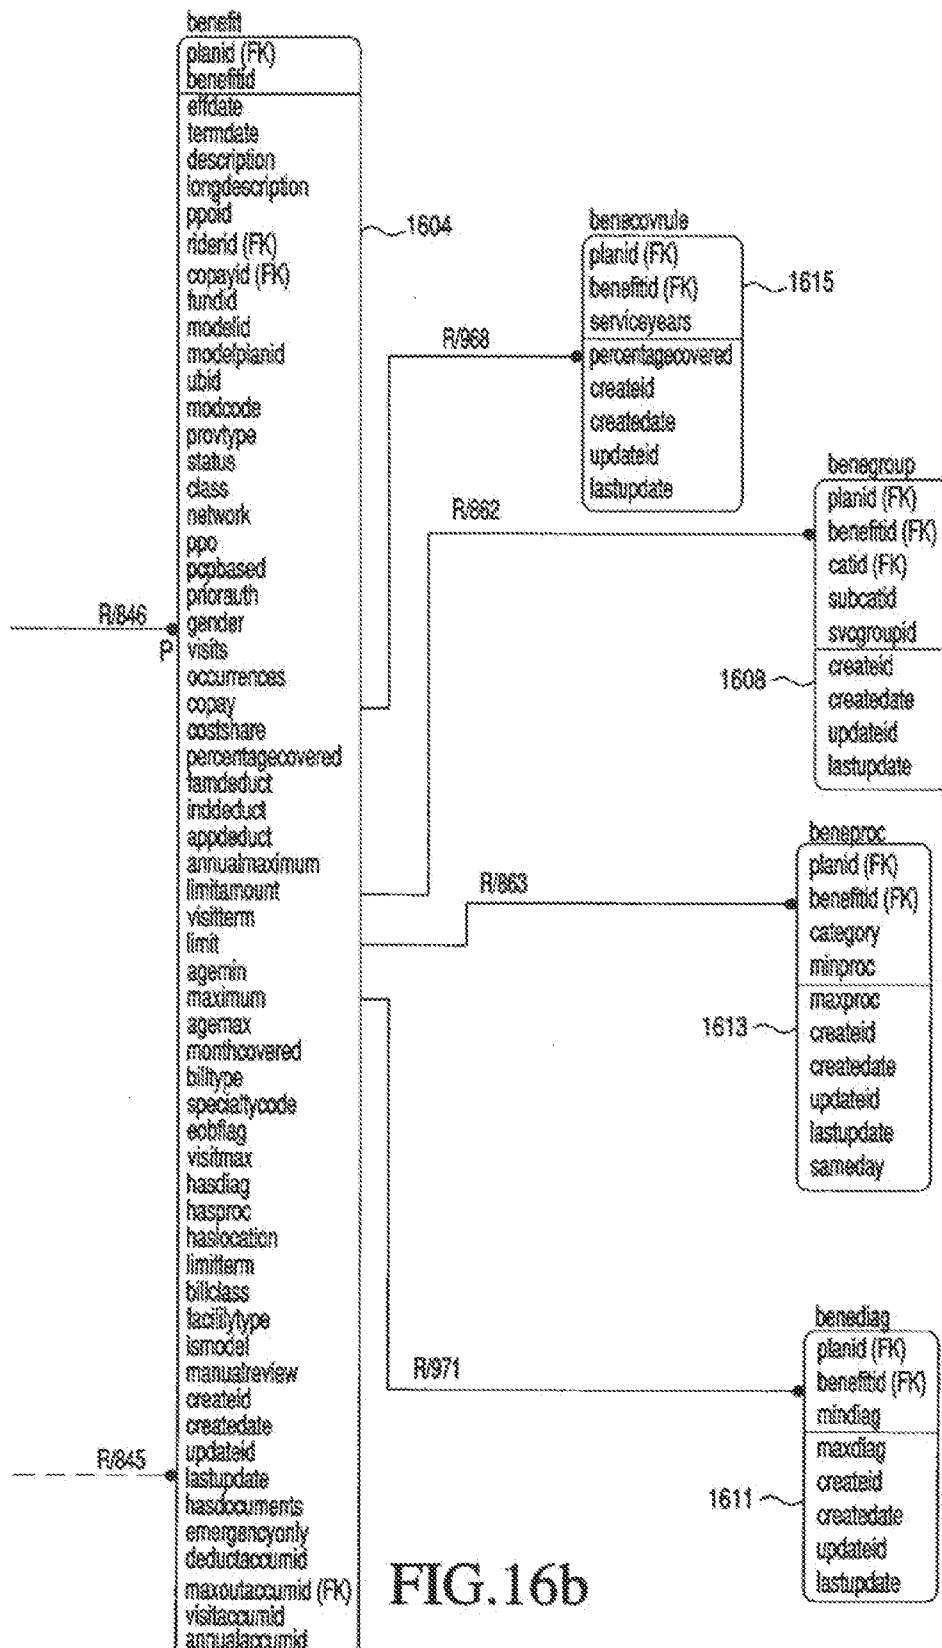 benefit
planid (FK)
benefitid
effdate
termdate
description
longdescription
ppoid
riderid (FK)
copayid (FK)
fundid
modelid
modelplanid
ubid
modcode
provtype
status
class
network
ppo
pcpbased
priorauth
gender
visits
occurrences
copay
costshare
percentagecovered
famdeduct
inddeduct
appdeduct
annualmaximum
limitamount
visitterm
limit
agemin
maximum
agemax
monthcovered
billtype
specialtycode
eobflag
visitmax
hasdiag
hasproc
haslocation
limitterm
billclass
facilitytype
ismodel
manualreview
createid
createdate
updateid
lastupdate
hasdocuments
emergencyonly
deductaccumid
maxoutaccumid (FK)
visitaccumid
annualaccumid
1604
R/846
P
R/845
R/968
benecovrule
planid (FK)
benefitid (FK)
serviceyears
percentagecovered
createid
createdate
updateid
lastupdate
1615
R/862
benegroup
planid (FK)
benefitid (FK)
catid (FK)
subcatid
svcgroupid
createid
createdate
updateid
lastupdate
1608
R/863
beneproc
planid (FK)
benefitid (FK)
category
minproc
maxproc
createid
createdate
updateid
lastupdate
sameday
1613
R/971
benediag
planid (FK)
benefitid (FK)
mindiag
maxdiag
createid
createdate
updateid
lastupdate
1611
FIG.16b